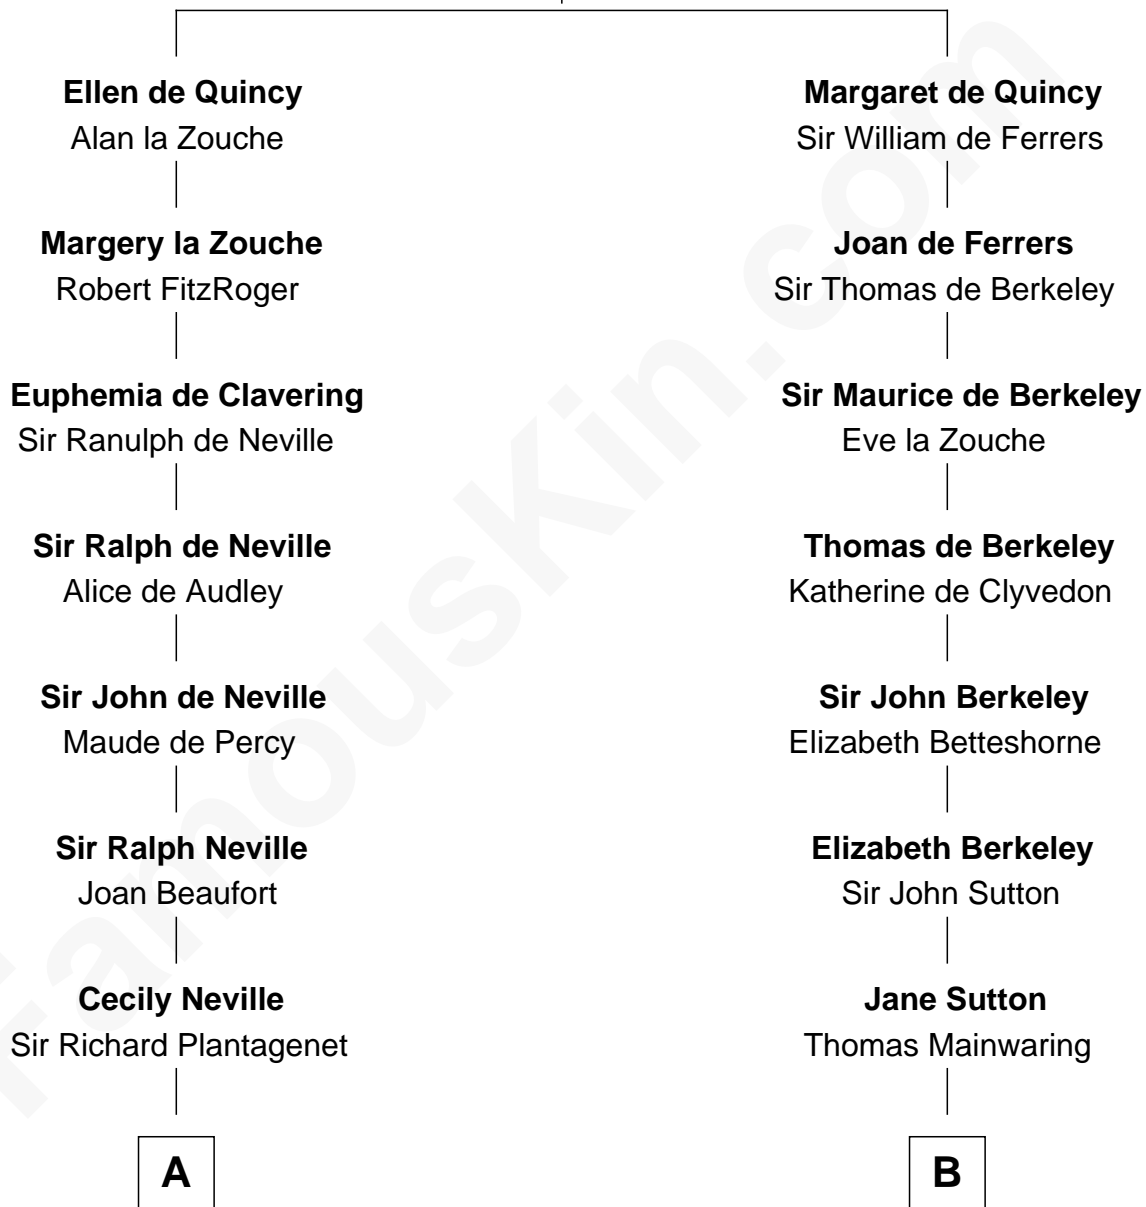 Ellen de Quincy
Alan la Zouche
Margery la Zouche
Robert FitzRoger
Euphemia de Clavering
Sir Ranulph de Neville
Sir Ralph de Neville
Alice de Audley
Sir John de Neville
Maude de Percy
Sir Ralph Neville
Joan Beaufort
Cecily Neville
Sir Richard Plantagenet
A
Margaret de Quincy
Sir William de Ferrers
Joan de Ferrers
Sir Thomas de Berkeley
Sir Maurice de Berkeley
Eve la Zouche
Thomas de Berkeley
Katherine de Clyvedon
Sir John Berkeley
Elizabeth Betteshorne
Elizabeth Berkeley
Sir John Sutton
Jane Sutton
Thomas Mainwaring
B
FamousKin.com